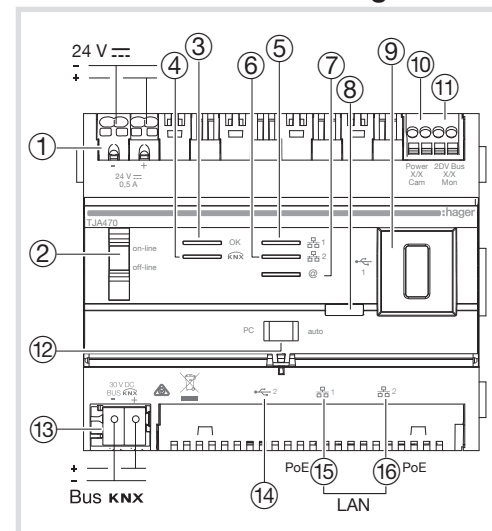 24 V
③ ⑤ ⑨
④ ⑥ ⑦ ⑩
⑧ ⑪
-
+
①
- +
24 V
0,5 A
Power 2DV Bus
X/X X/X
Cam Mon
:hager
TJA470
②
on-line
off-line
OK
KNX
1
2
@
1
⑫
PC auto
30 V DC
BUS KNX
- +
2
1
2
⑬
⑭
PoE ⑮ ⑯ PoE
LAN
+
-
Bus KNX